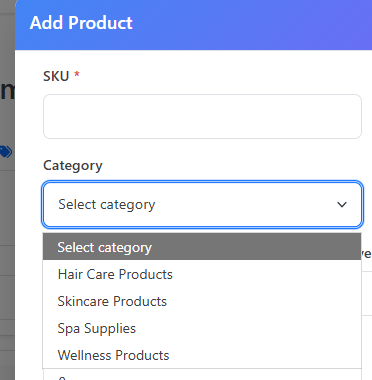 Add Product
SKU *
Category
Select category
Select category
Hair Care Products
Skincare Products
Spa Supplies
Wellness Products